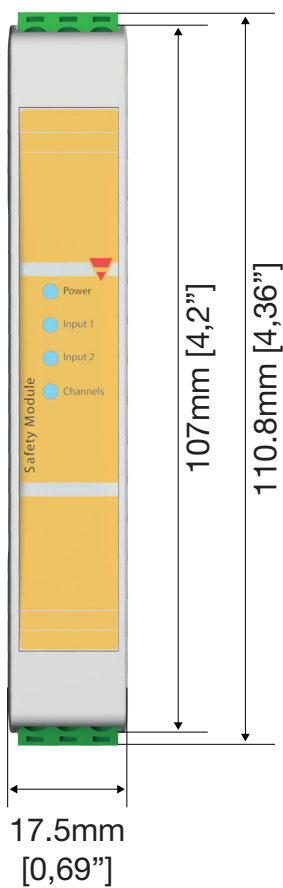 Power
Input 1
Input 2
Channels
Safety Module
107mm [4,2”]
110.8mm [4,36”]
17.5mm
[0,69”]